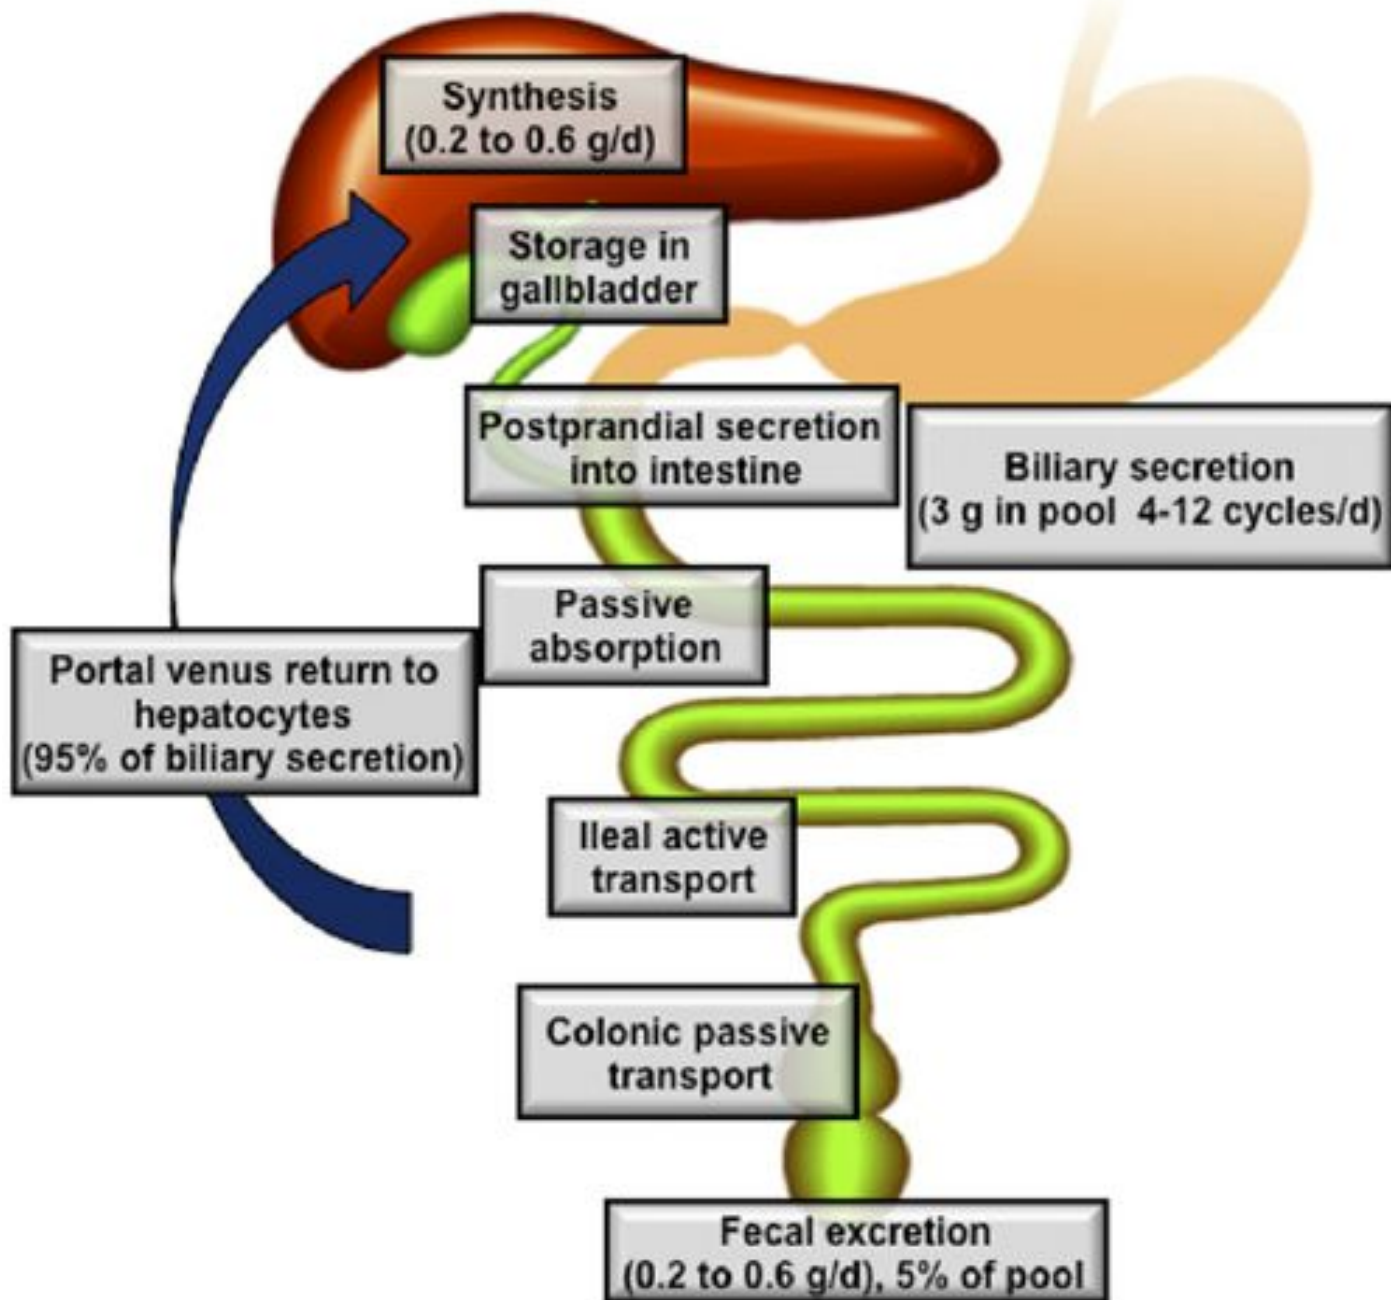 Synthesis
(0.2 to 0.6 g/d)
Storage in
gallbladder
Postprandial secretion
into intestine
Biliary secretion
(3 g in pool 4-12 cycles/d)
Passive
absorption
Portal venus return to
hepatocytes
(95% of biliary secretion)
Ileal active
transport
Colonic passive
transport
Fecal excretion
(0.2 to 0.6 g/d), 5% of pool